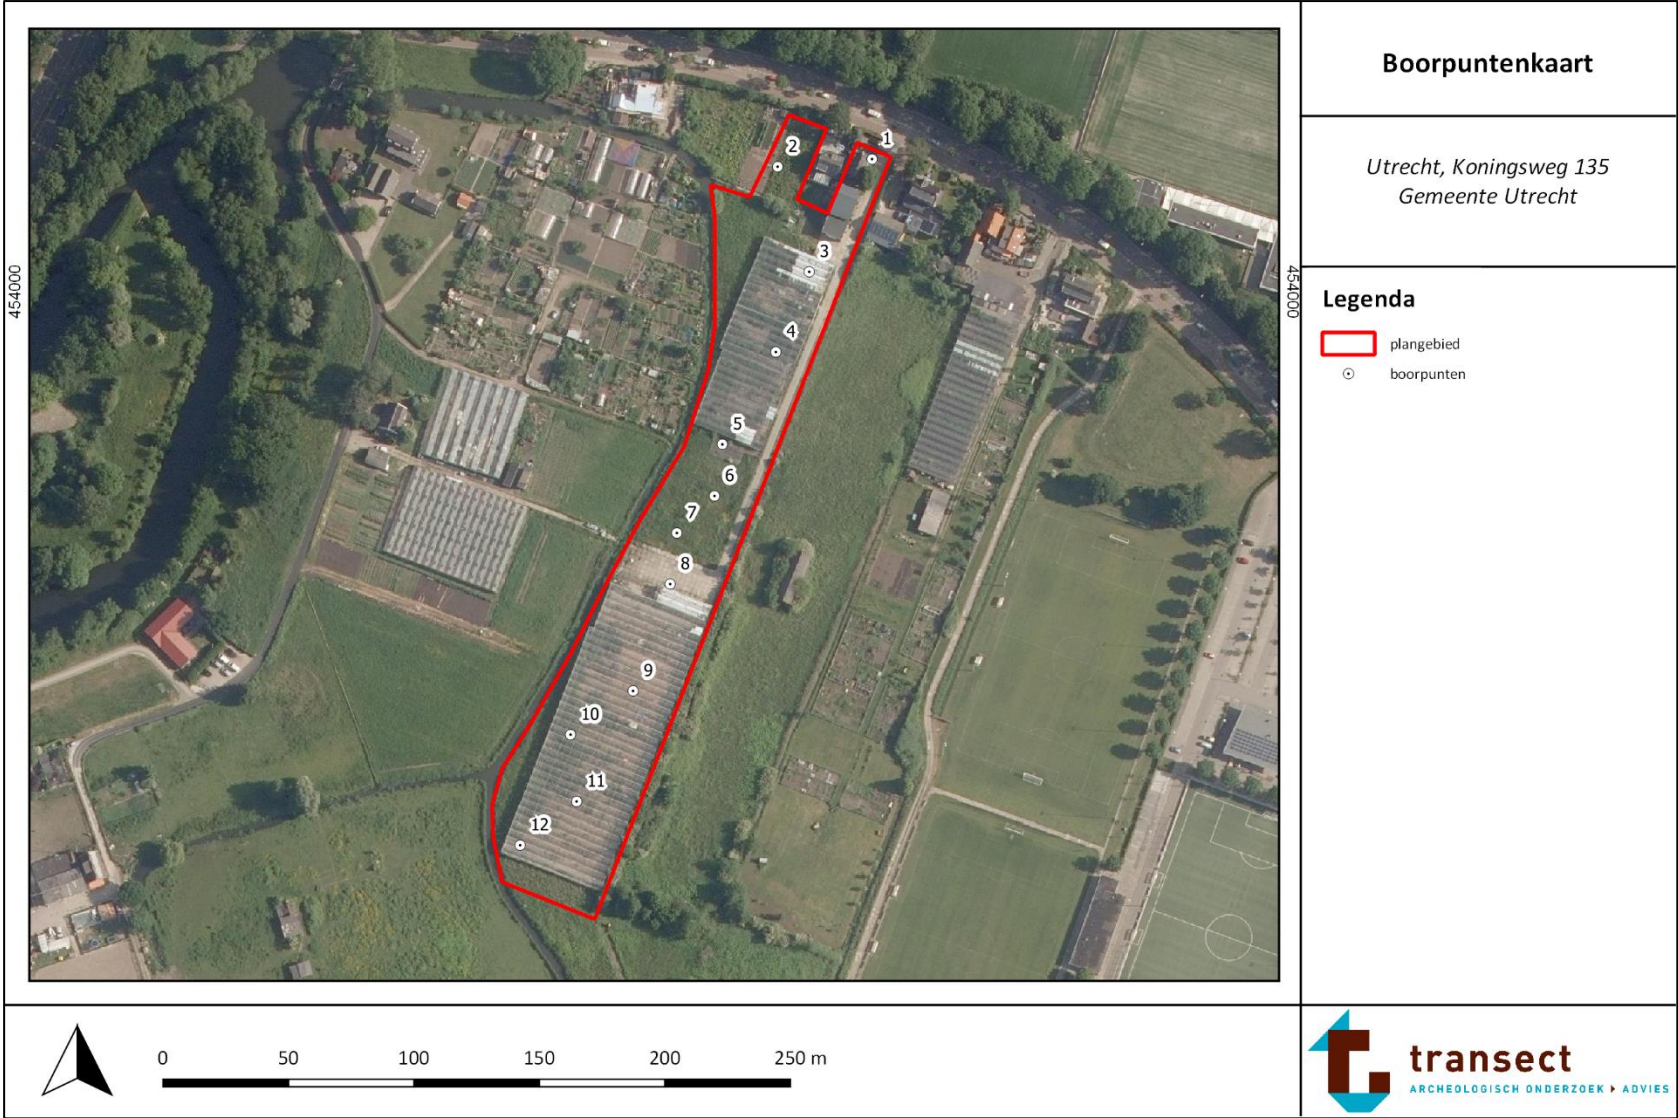 Boorpuntenkaart
Utrecht, Koningsweg 135
Gemeente Utrecht
Legenda
plangebied
boorpunten
454000
454000
1
2
3
4
5
6
7
8
9
10
11
12
0 50 100 150 200 250 m
transect
ARCHEOLOGISCH ONDERZOEK ▸ ADVIES